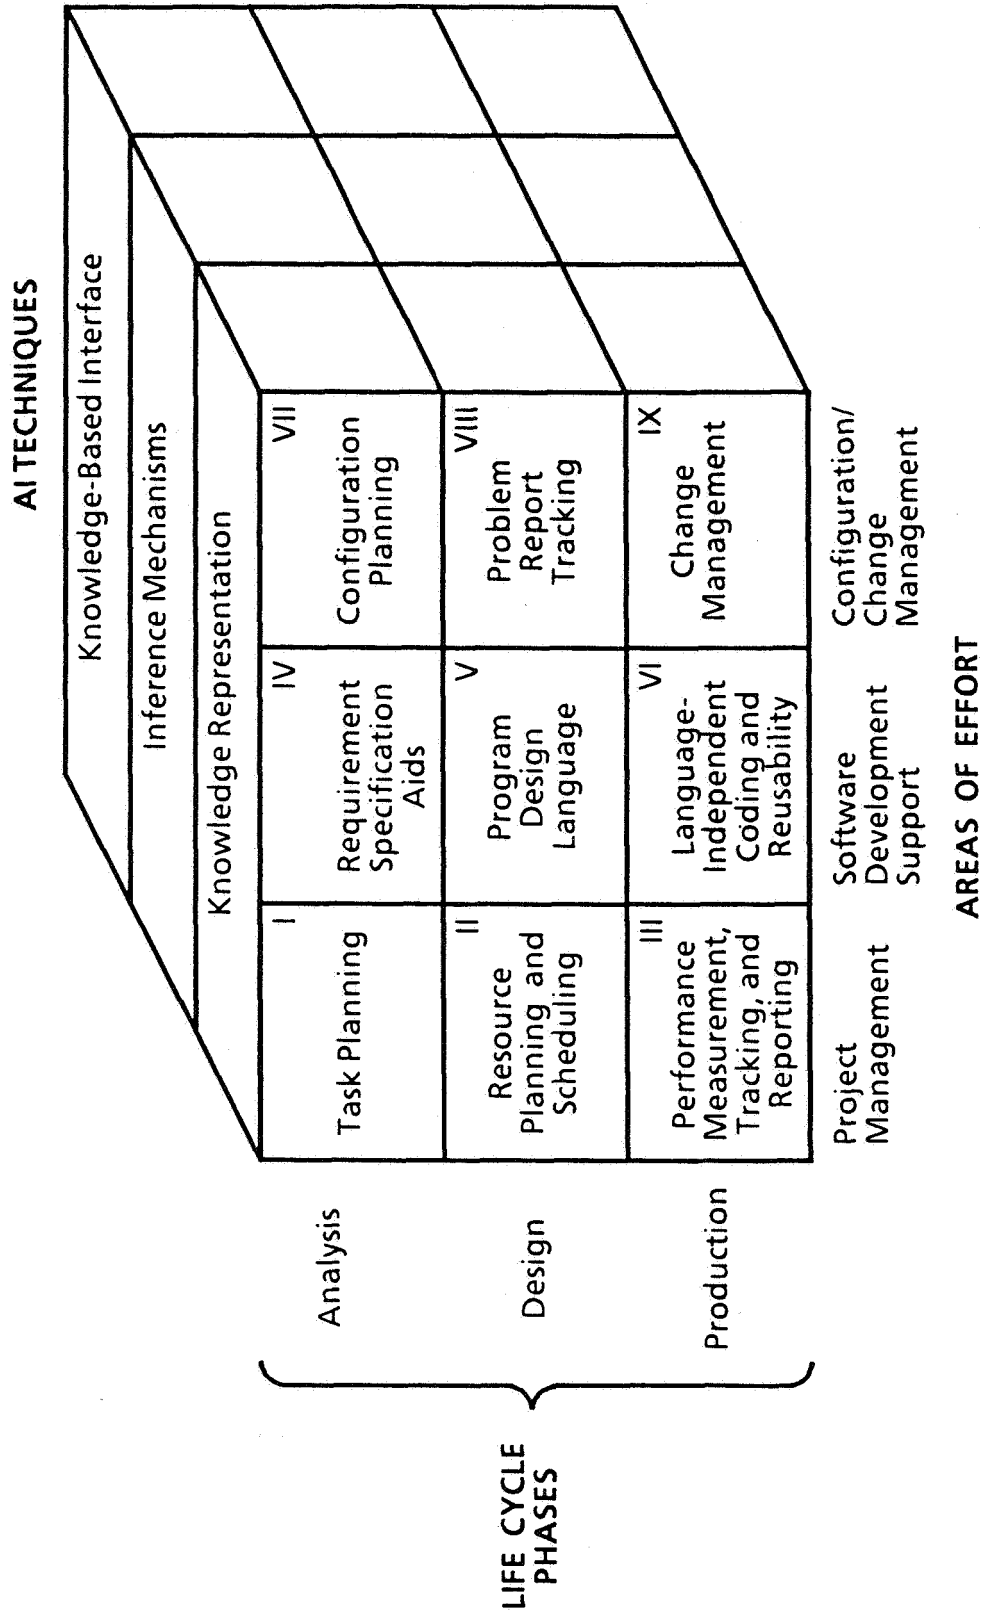 AI TECHNIQUES
Knowledge-Based Interface
Inference Mechanisms
Knowledge Representation
LIFE CYCLE
PHASES
Analysis
I
Task Planning
IV
Requirement
Specification
Aids
VII
Configuration
Planning
Design
II
Resource
Planning and
Scheduling
V
Program
Design
Language
VIII
Problem
Report
Tracking
Production
III
Performance
Measurement,
Tracking, and
Reporting
VI
Language-
Independent
Coding and
Reusability
IX
Change
Management
Project
Management
Software
Development
Support
Configuration/
Change
Management
AREAS OF EFFORT